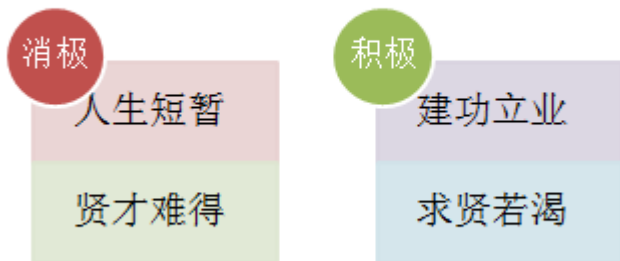 消极
人生短暂
贤才难得
积极
建功立业
求贤若渴